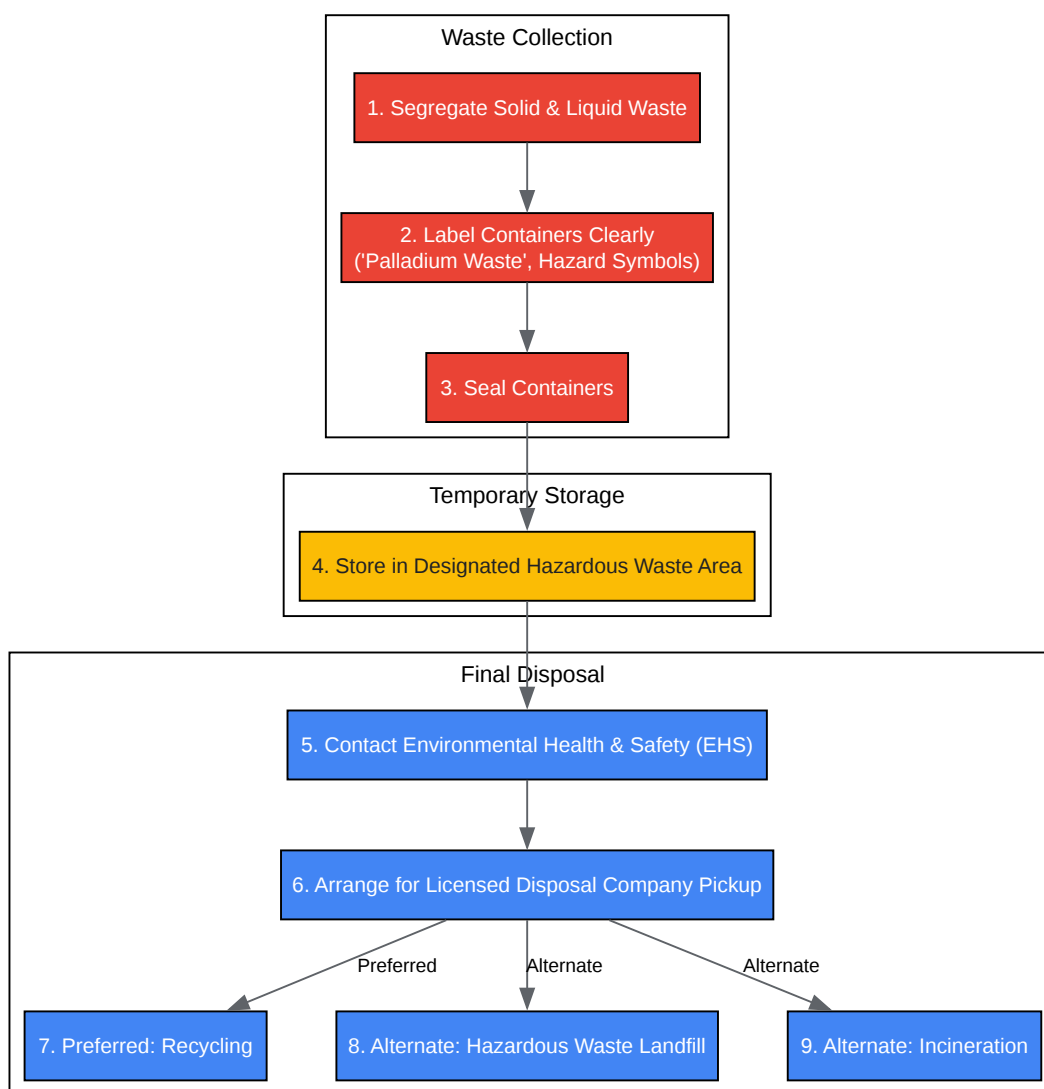 Waste Collection
1. Segregate Solid & Liquid Waste
2. Label Containers Clearly
('Palladium Waste', Hazard Symbols)
3. Seal Containers
Temporary Storage
4. Store in Designated Hazardous Waste Area
Final Disposal
5. Contact Environmental Health & Safety (EHS)
6. Arrange for Licensed Disposal Company Pickup
Preferred
Alternate
Alternate
7. Preferred: Recycling
8. Alternate: Hazardous Waste Landfill
9. Alternate: Incineration